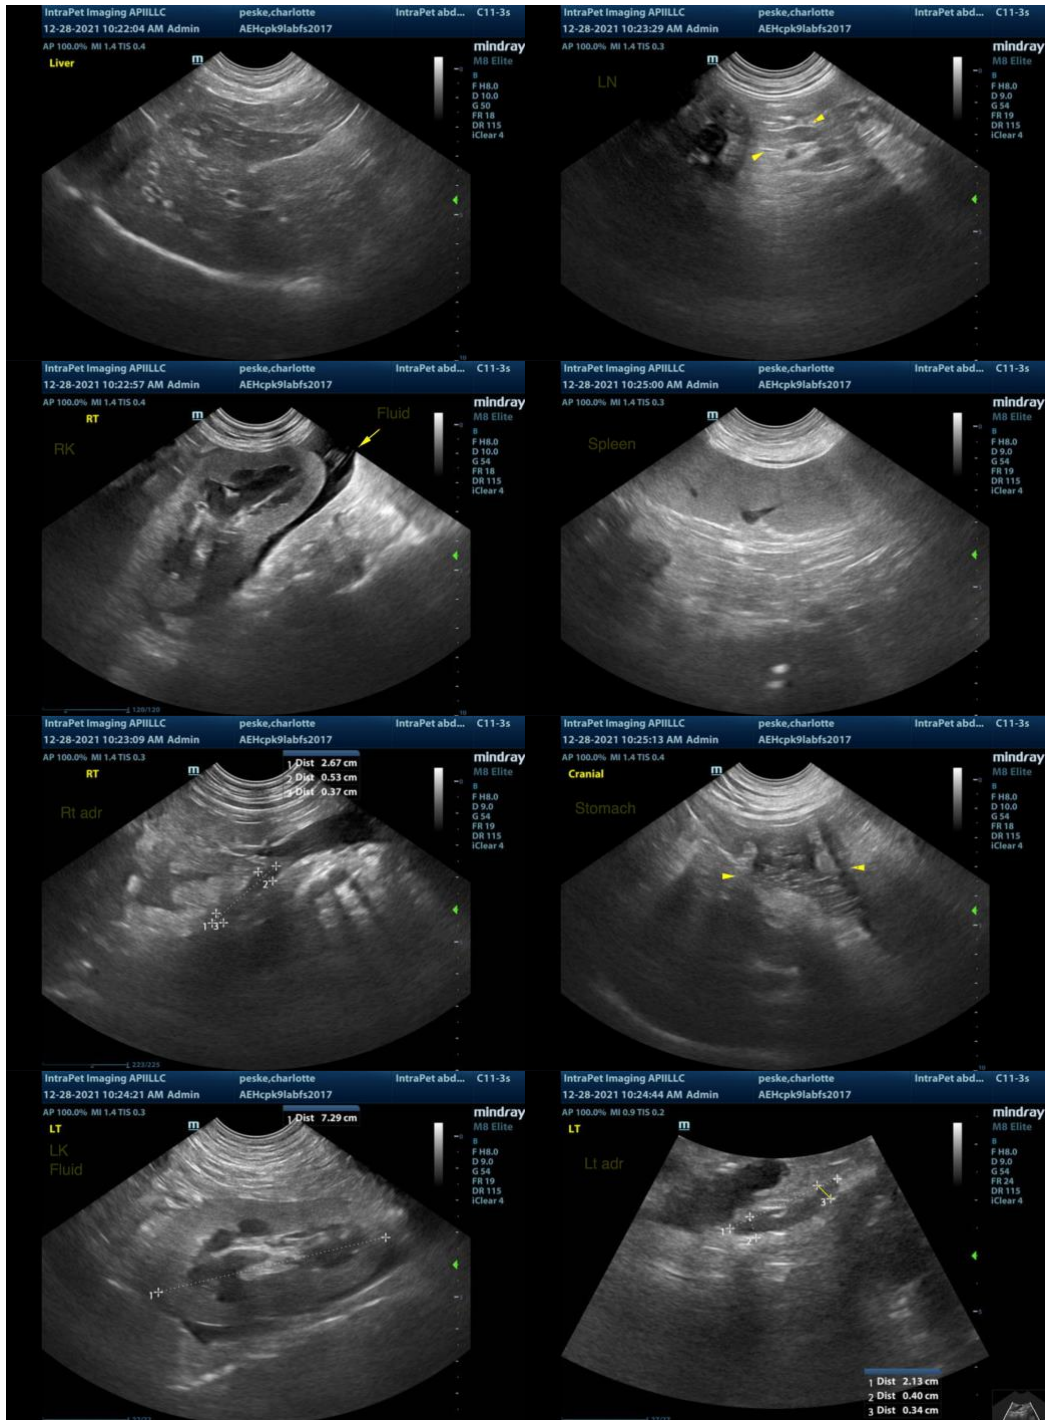 IntraPet Imaging APIILLC peske,charlotte IntraPet abd... C11-3s
12-28-2021 10:22:04 AM Admin AEHcpk9labfs2017
AP 100.0% MI 1.4 TIS 0.4 mindray
Liver m M8 Elite
B
F H8.0
D 10.0
G 50
FR 18
DR 115
iClear 4
10
IntraPet Imaging APIILLC peske,charlotte IntraPet abd... C11-3s
12-28-2021 10:23:29 AM Admin AEHcpk9labfs2017
AP 100.0% MI 1.4 TIS 0.3 mindray
m M8 Elite
LN
B
F H8.0
D 9.0
G 54
FR 19
DR 115
iClear 4
IntraPet Imaging APIILLC peske,charlotte IntraPet abd... C11-3s
12-28-2021 10:22:57 AM Admin AEHcpk9labfs2017
AP 100.0% MI 1.4 TIS 0.4 mindray
RT m Fluid M8 Elite
RK
B
F H8.0
D 10.0
G 54
FR 18
DR 115
iClear 4
120/120
10
IntraPet Imaging APIILLC peske,charlotte IntraPet abd... C11-3s
12-28-2021 10:25:00 AM Admin AEHcpk9labfs2017
AP 100.0% MI 1.4 TIS 0.3 mindray
m M8 Elite
Spleen
B
F H8.0
D 9.0
G 54
FR 19
DR 115
iClear 4
IntraPet Imaging APIILLC peske,charlotte IntraPet abd... C11-3s
12-28-2021 10:23:09 AM Admin AEHcpk9labfs2017
AP 100.0% MI 1.4 TIS 0.3 mindray
1 Dist 2.67 cm
2 Dist 0.53 cm
3 Dist 0.37 cm
RT m M8 Elite
Rt adr
B
F H8.0
D 9.0
G 54
FR 19
DR 115
iClear 4
2
1 3
223/225
IntraPet Imaging APIILLC peske,charlotte IntraPet abd... C11-3s
12-28-2021 10:25:13 AM Admin AEHcpk9labfs2017
AP 100.0% MI 1.4 TIS 0.4 mindray
Cranial m M8 Elite
Stomach
B
F H8.0
D 10.0
G 54
FR 18
DR 115
iClear 4
10
IntraPet Imaging APIILLC peske,charlotte IntraPet abd... C11-3s
12-28-2021 10:24:21 AM Admin AEHcpk9labfs2017
AP 100.0% MI 1.4 TIS 0.3 mindray
1 Dist 7.29 cm
LT m M8 Elite
LK
Fluid
B
F H8.0
D 9.0
G 54
FR 19
DR 115
iClear 4
1
IntraPet Imaging APIILLC peske,charlotte IntraPet abd... C11-3s
12-28-2021 10:24:44 AM Admin AEHcpk9labfs2017
AP 100.0% MI 0.9 TIS 0.2 mindray
LT m M8 Elite
Lt adr
B
F H8.0
D 9.0
G 54
FR 24
DR 115
iClear 4
3
1
2
1 Dist 2.13 cm
2 Dist 0.40 cm
3 Dist 0.34 cm